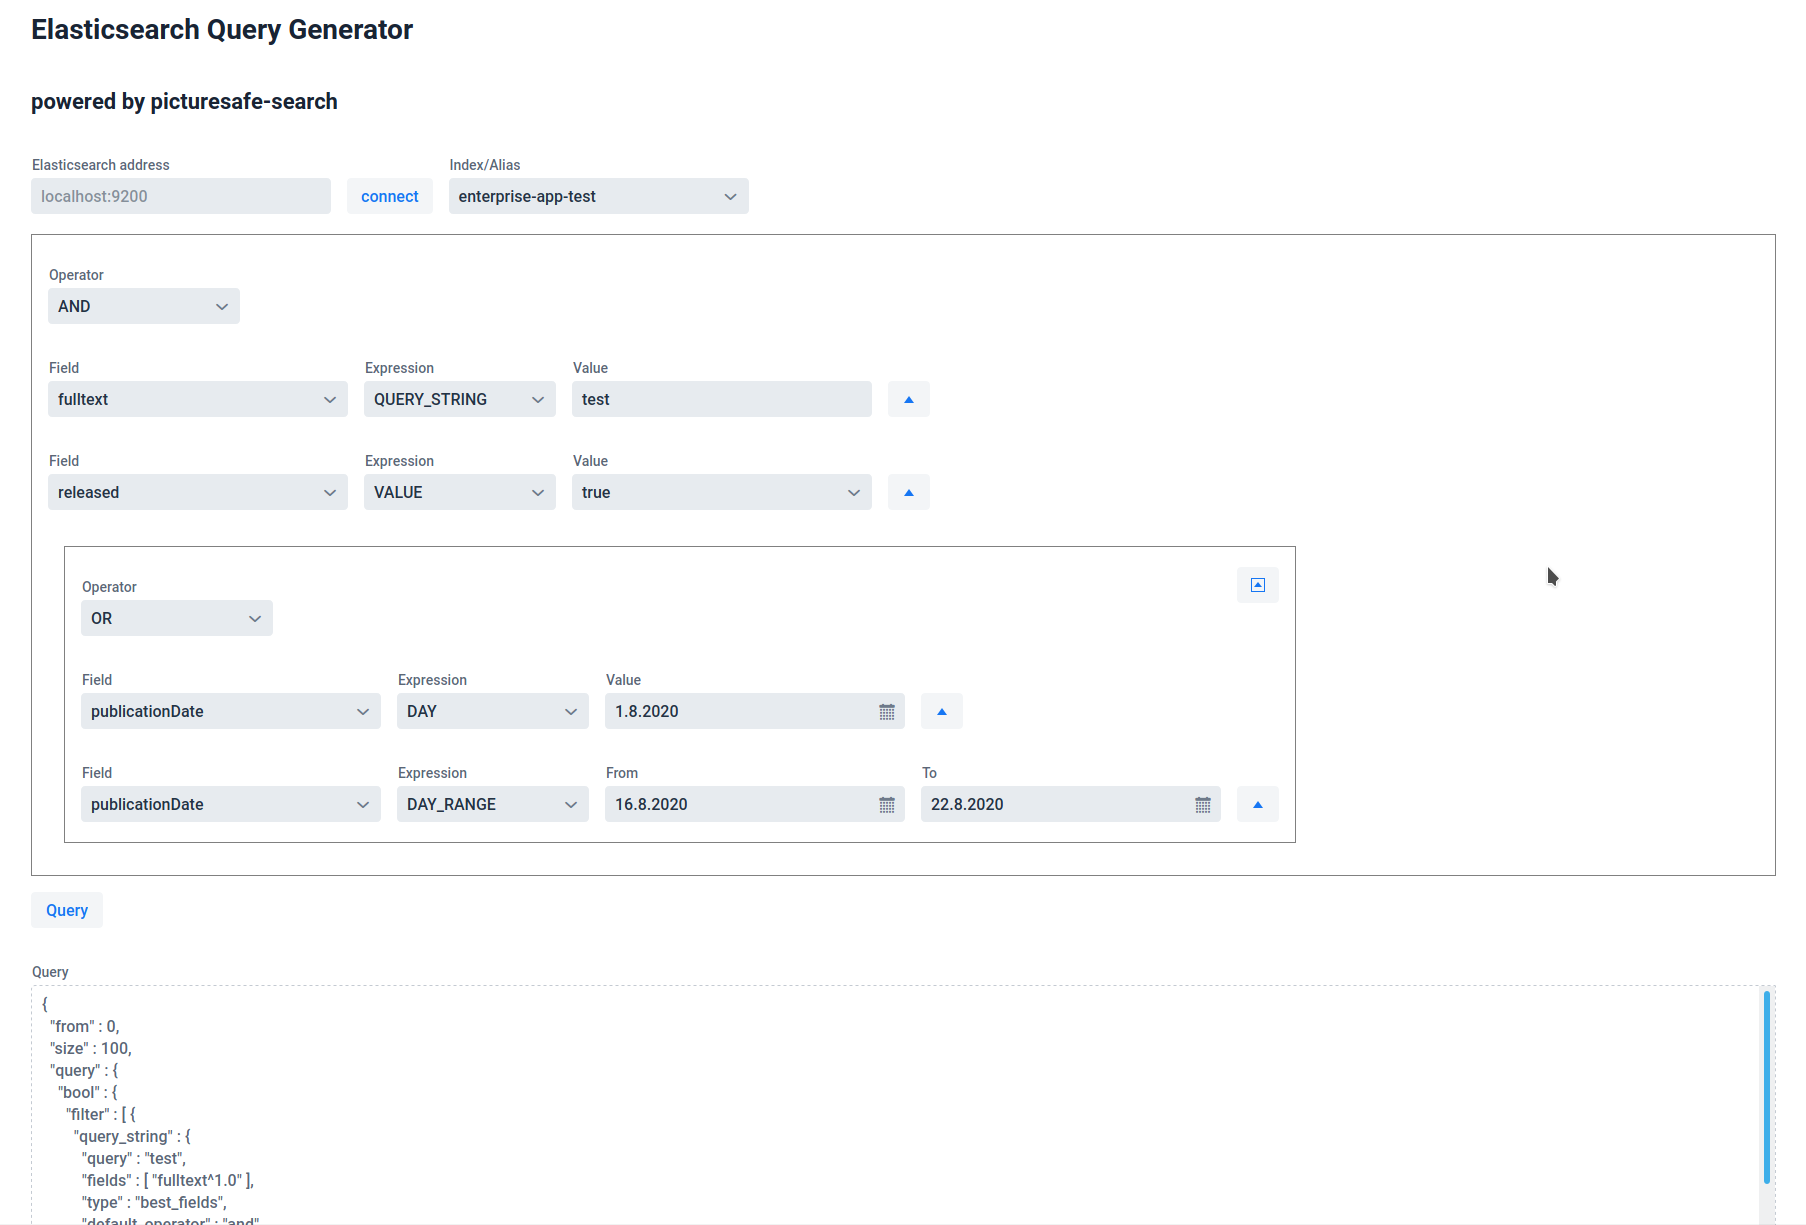 Elasticsearch Query Generator
powered by picturesafe-search
Elasticsearch address Index/Alias
localhost:9200 connect enterprise-app-test
Operator
AND
Field Expression Value
fulltext QUERY_STRING test
Field Expression Value
released VALUE true
Operator
OR
Field Expression Value
publicationDate DAY 1.8.2020
Field Expression From To
publicationDate DAY_RANGE 16.8.2020 22.8.2020
Query
Query
{
"from" : 0,
"size" : 100,
"query" : {
"bool" : {
"filter" : [ {
"query_string" : {
"query" : "test",
"fields" : [ "fulltext^1.0" ],
"type" : "best_fields",
"default_operator" : "and"